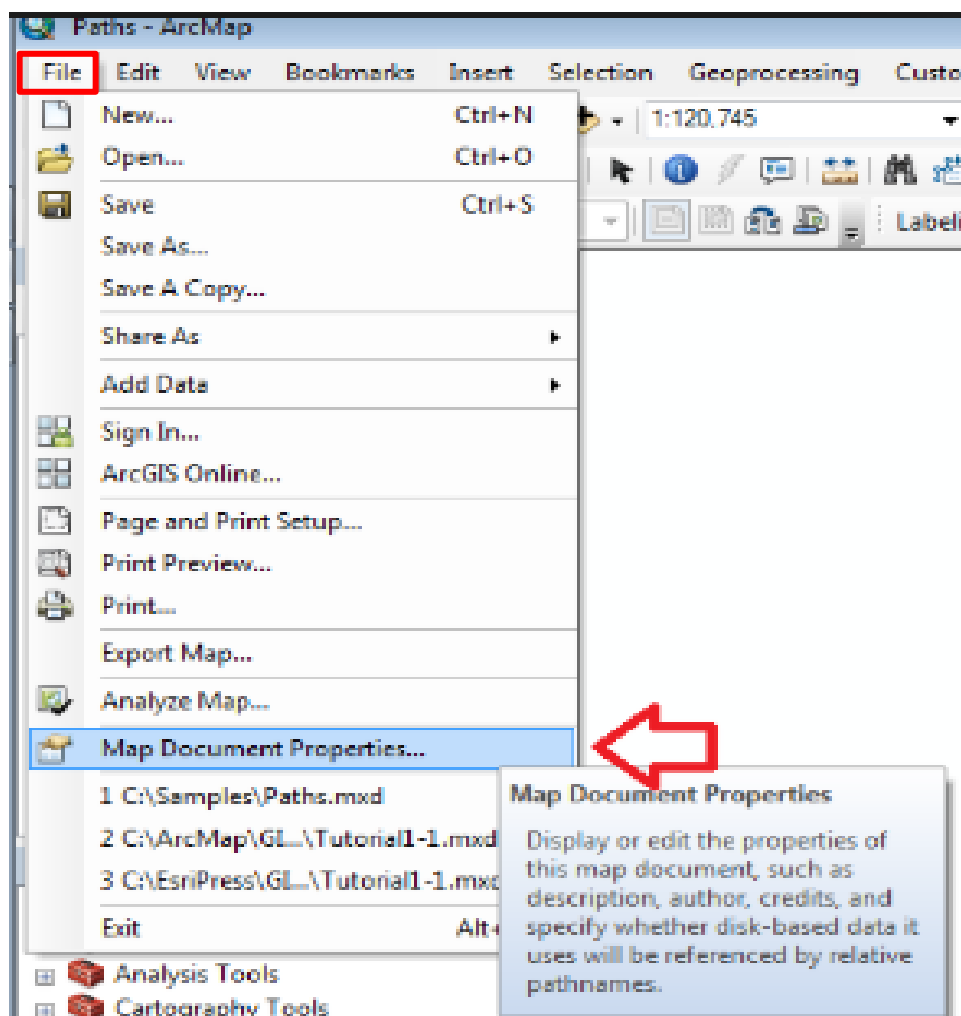 Paths - ArcMap
File Edit View Bookmarks Insert Selection Geoprocessing Custo
New... Ctrl+N
1:120,745
Open... Ctrl+O
Save Ctrl+S
Labeli
Save As...
Save A Copy...
Share As
Add Data
Sign In...
ArcGIS Online...
Page and Print Setup...
Print Preview...
Print...
Export Map...
Analyze Map...
Map Document Properties...
1 C:\Samples\Paths.mxd
2 C:\ArcMap\GI...\Tutorial1-1.mxd
3 C:\EsriPress\GI...\Tutorial1-1.mxd
Exit Alt+
Map Document Properties
Display or edit the properties of
this map document, such as
description, author, credits, and
specify whether disk-based data it
uses will be referenced by relative
pathnames.
Analysis Tools
Cartography Tools